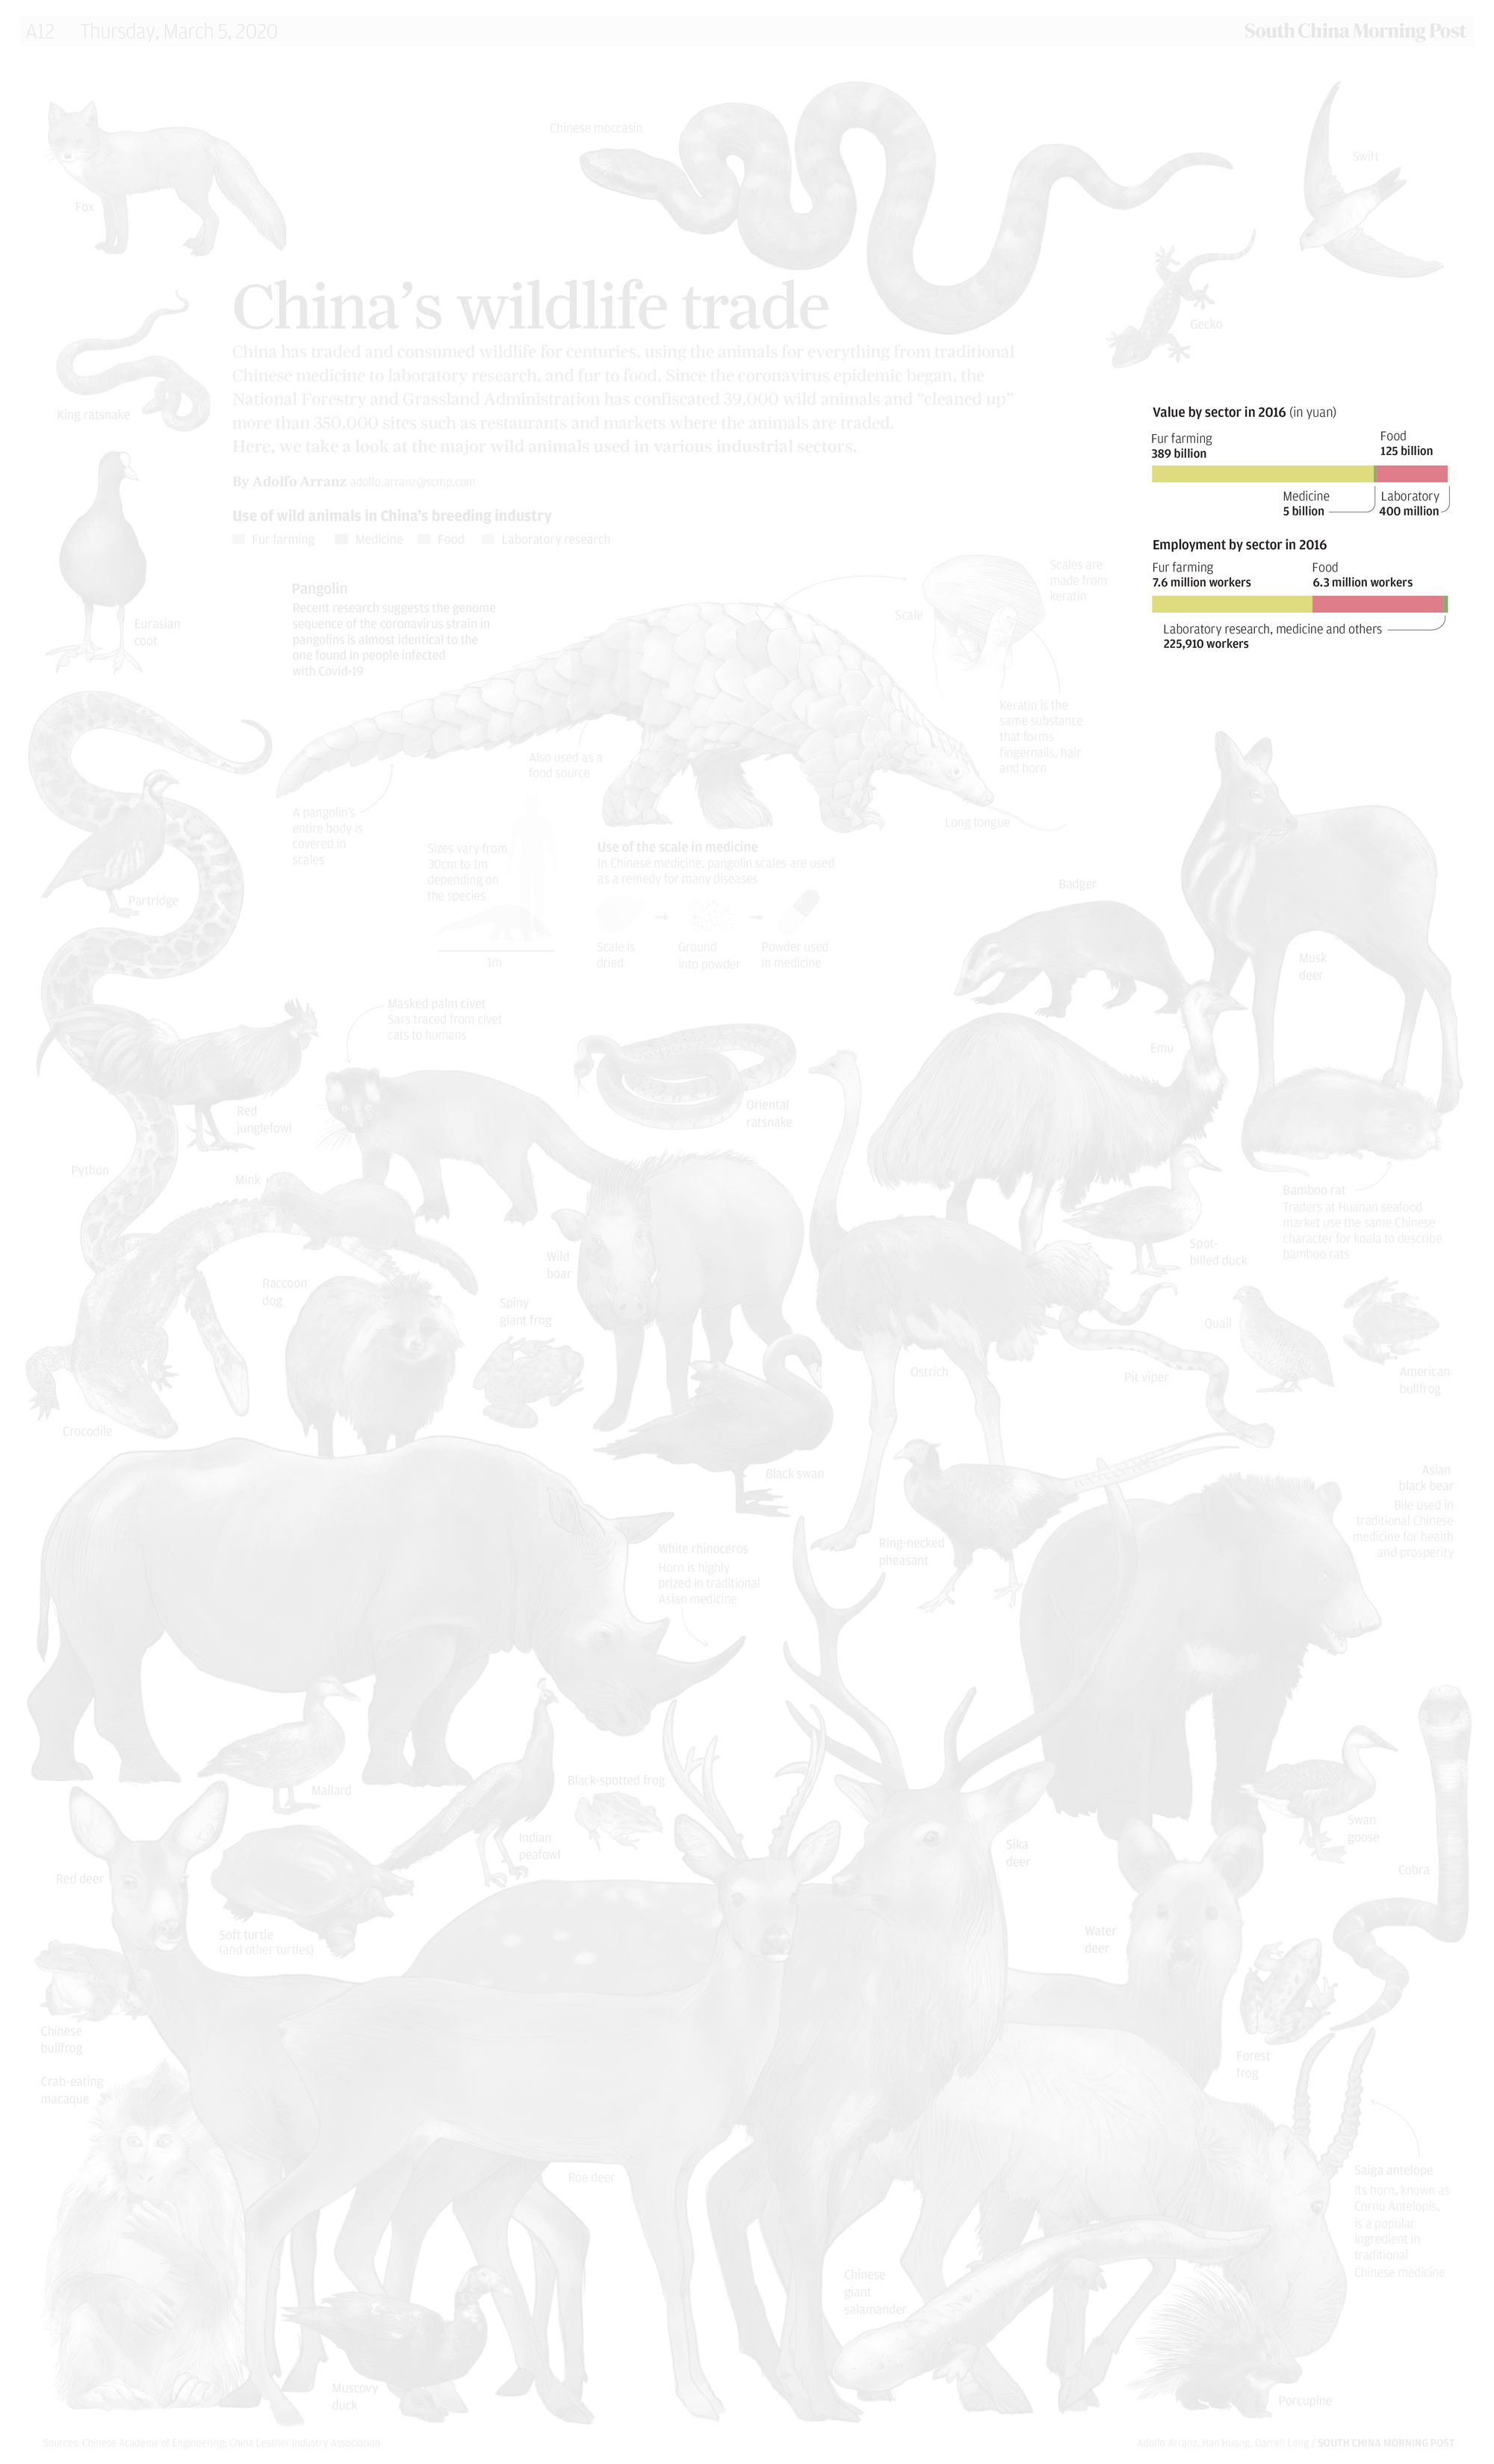 A12 Thursday, March 5, 2020
South China Morning Post
Fox
Chinese moccasin
Swift
Gecko
King ratsnake
China's wildlife trade
China has traded and consumed wildlife for centuries, using the animals for everything from traditional
Chinese medicine to laboratory research, and fur to food. Since the coronavirus epidemic began, the
National Forestry and Grassland Administration has confiscated 39,000 wild animals and “cleaned up”
more than 350,000 sites such as restaurants and markets where the animals are traded.
Here, we take a look at the major wild animals used in various industrial sectors.
By Adolfo Arranz adolfo.arranz@scmp.com
Use of wild animals in China's breeding industry
Fur farming Medicine Food Laboratory research
Value by sector in 2016 (in yuan)
Fur farming
389 billion
Food
125 billion
Medicine
5 billion
Laboratory
400 million
Employment by sector in 2016
Fur farming
7.6 million workers
Food
6.3 million workers
Laboratory research, medicine and others
225,910 workers
Eurasian
coot
Pangolin
Recent research suggests the genome
sequence of the coronavirus strain in
pangolins is almost identical to the
one found in people infected
with Covid-19
Scales are
made from
keratin
Scale
Keratin is the
same substance
that forms
fingernails, hair
and horn
Also used as a
food source
A pangolin's
entire body is
covered in
scales
Long tongue
Sizes vary from
30cm to 1m
depending on
the species
1m
Use of the scale in medicine
In Chinese medicine, pangolin scales are used
as a remedy for many diseases
Scale is
dried
Ground
into powder
Powder used
in medicine
Partridge
Badger
Musk
deer
Masked palm civet
Sars traced from civet
cats to humans
Emu
Oriental
ratsnake
Red
junglefowl
Python
Mink
Bamboo rat
Traders at Huanan seafood
market use the same Chinese
character for koala to describe
bamboo rats
Spot-
billed duck
Wild
boar
Raccoon
dog
Spiny
giant frog
Quail
Ostrich
Pit viper
American
bullfrog
Crocodile
Black swan
Asian
black bear
Bile used in
traditional Chinese
medicine for health
and prosperity
Ring-necked
pheasant
White rhinoceros
Horn is highly
prized in traditional
Asian medicine
Mallard
Black-spotted frog
Indian
peafowl
Swan
goose
Sika
deer
Cobra
Red deer
Soft turtle
(and other turtles)
Water
deer
Chinese
bullfrog
Forest
frog
Crab-eating
macaque
Roe deer
Saiga antelope
Its horn, known as
Cornu Antelopis,
is a popular
ingredient in
traditional
Chinese medicine
Chinese
giant
salamander
Muscovy
duck
Porcupine
Sources: Chinese Academy of Engineering; China Leather Industry Association
Adolfo Arranz, Han Huang, Darren Long / SOUTH CHINA MORNING POST